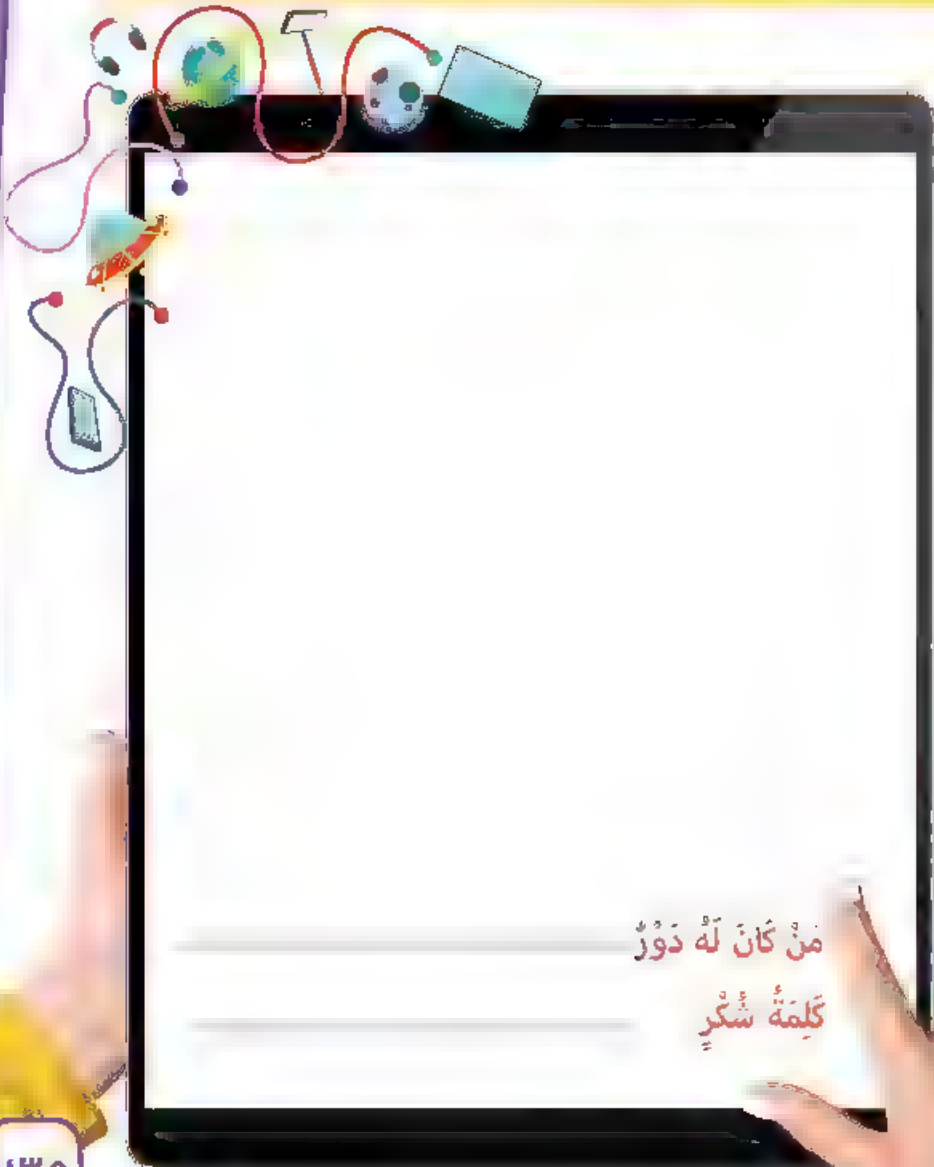 مَنْ كَانَ لَهُ دَوْرٌ
كَلِمَةُ شُكْرٍ